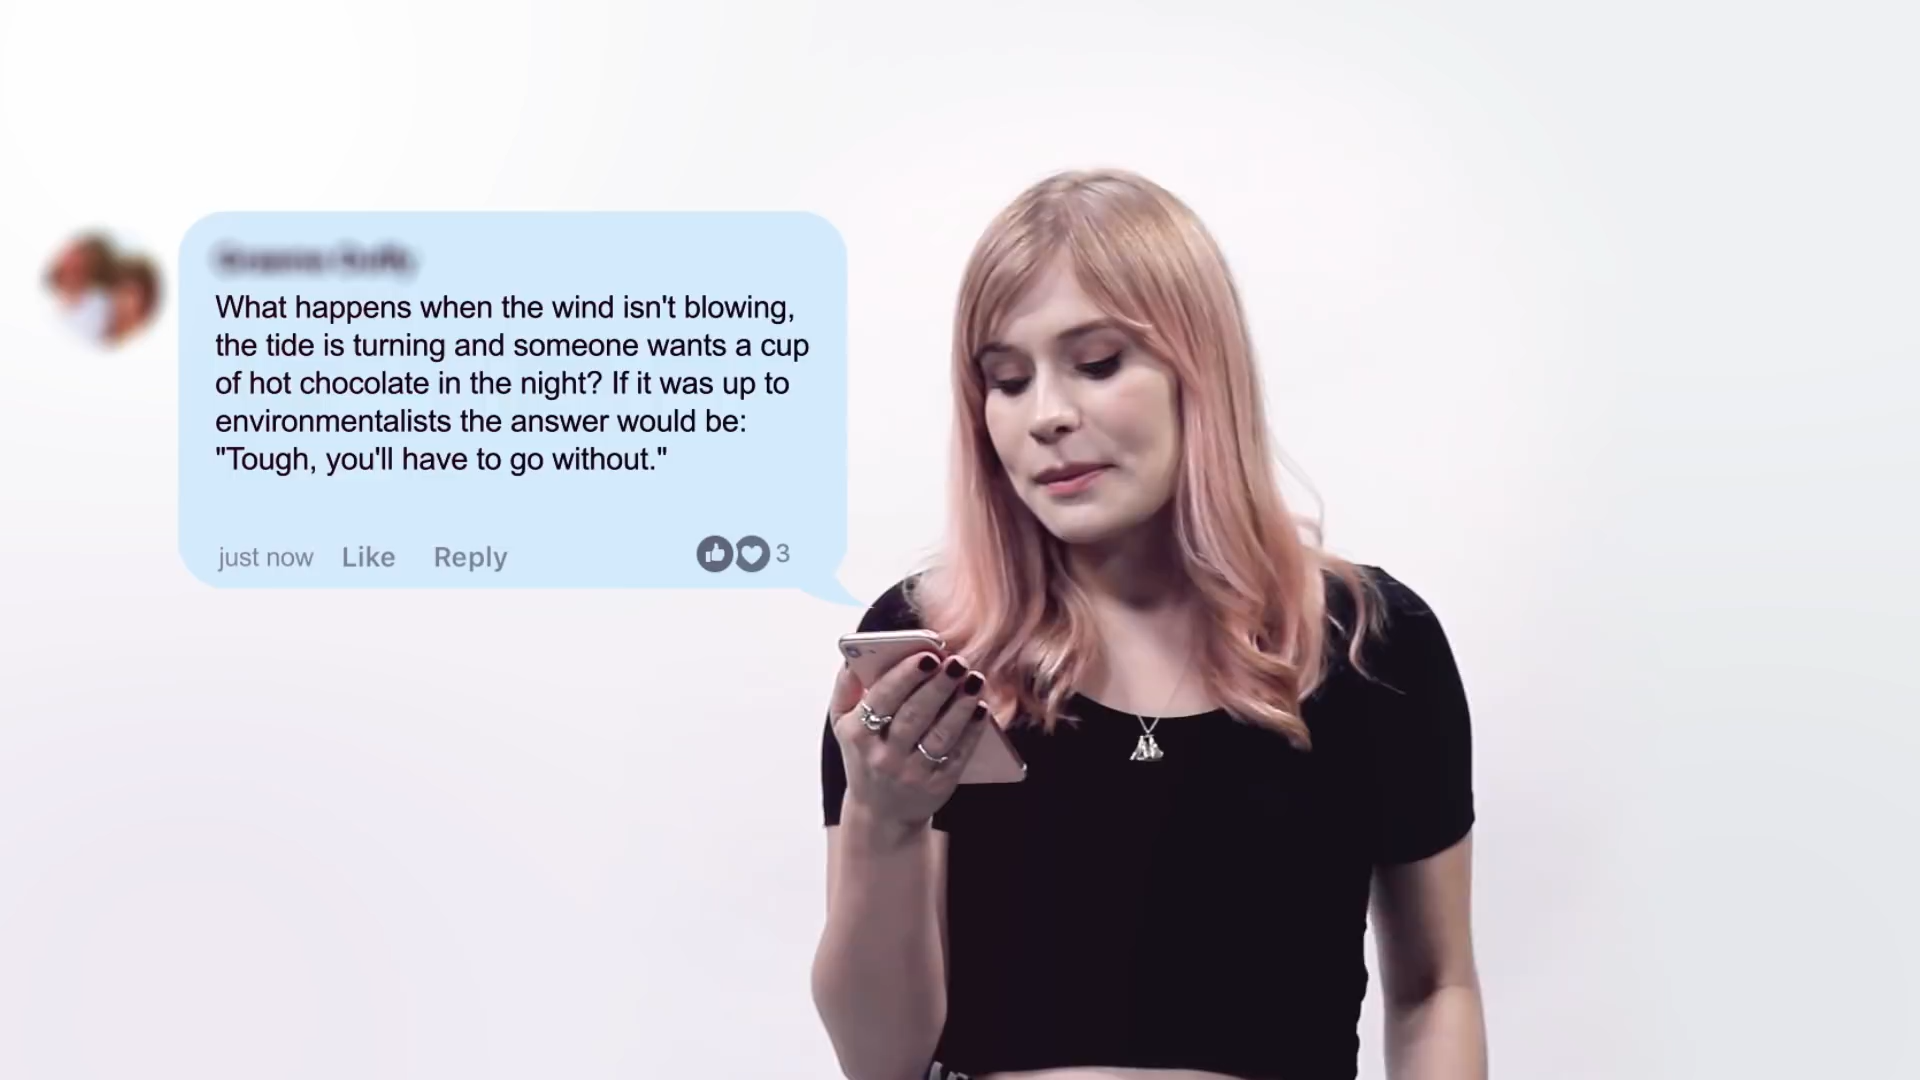 What happens when the wind isn't blowing,
the tide is turning and someone wants a cup
of hot chocolate in the night? If it was up to
environmentalists the answer would be:
"Tough, you'll have to go without."
just now Like Reply 3